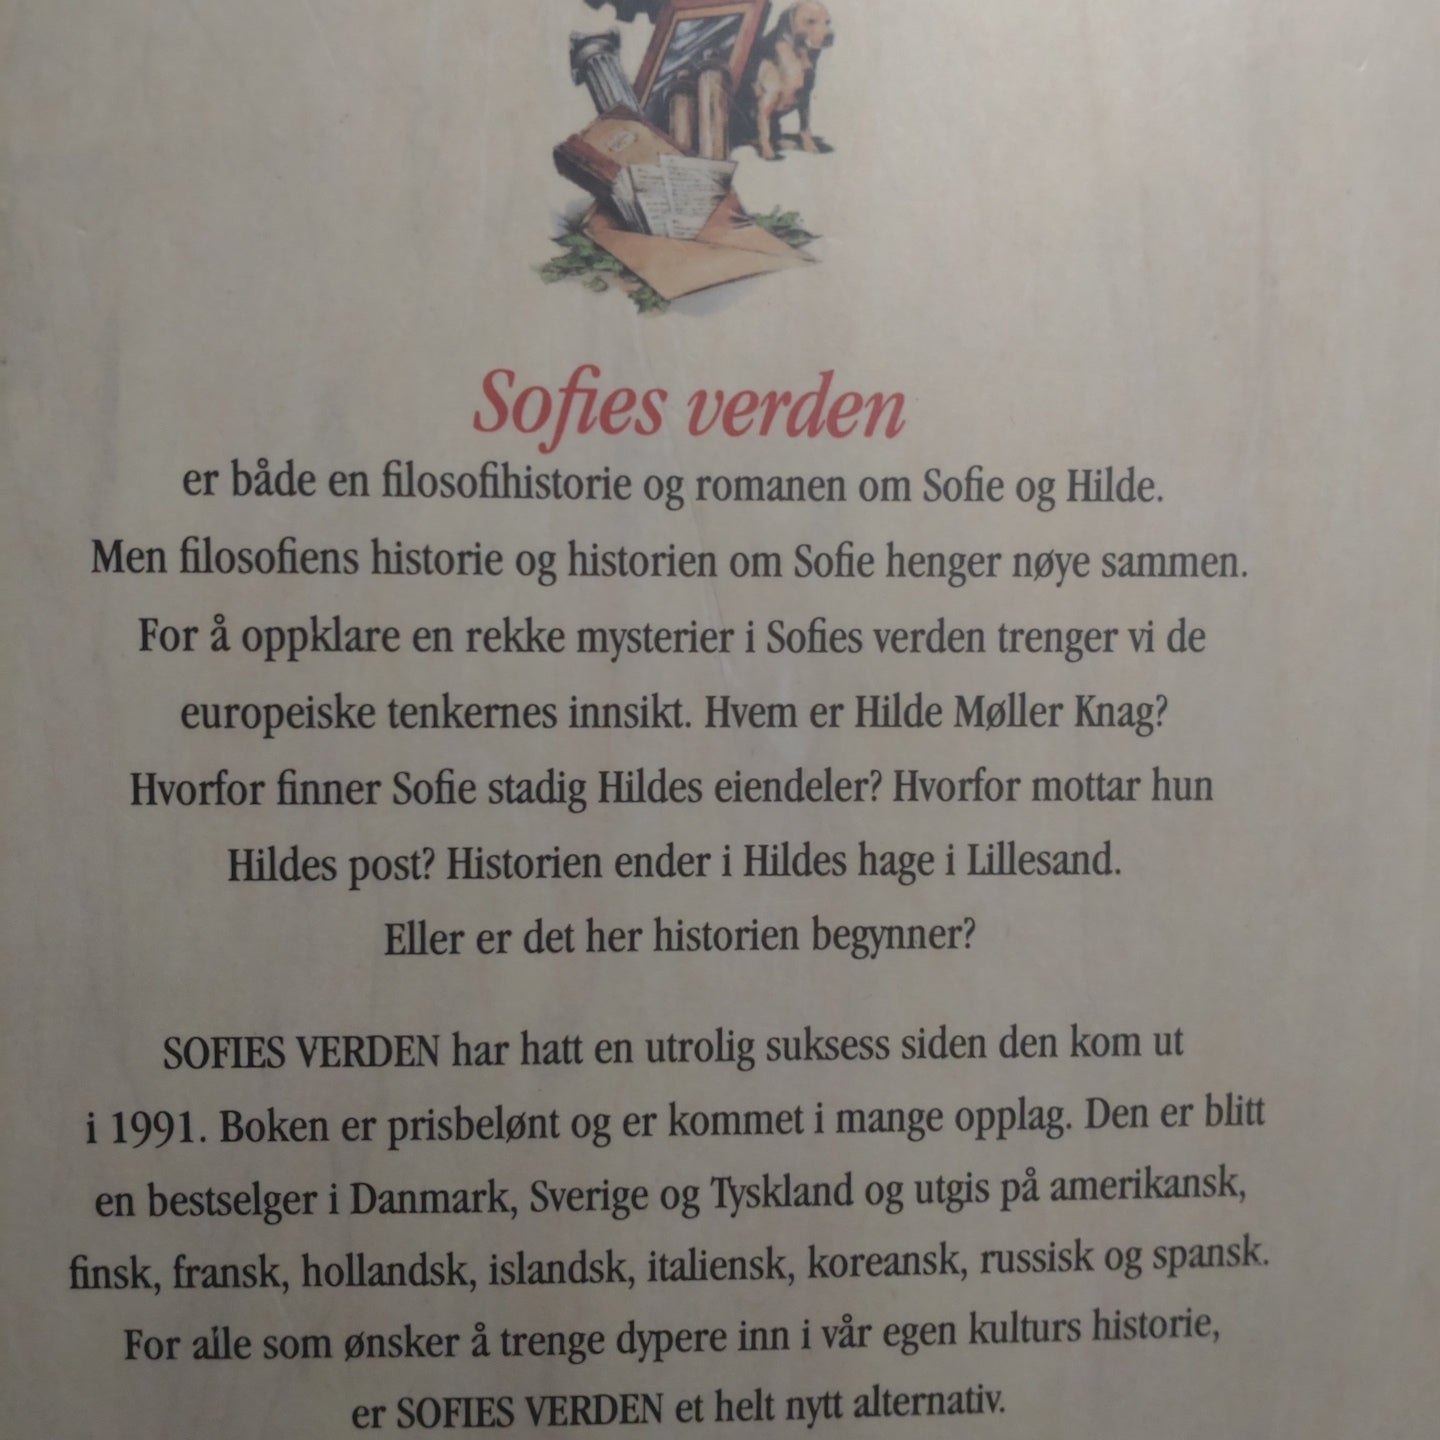 Sofies verden
er både en filosofihistorie og romanen om Sofie og Hilde.
Men filosofiens historie og historien om Sofie henger nøye sammen.
For å oppklare en rekke mysterier i Sofies verden trenger vi de
europeiske tenkernes innsikt. Hvem er Hilde Møller Knag?
Hvorfor finner Sofie stadig Hildes eiendeler? Hvorfor mottar hun
Hildes post? Historien ender i Hildes hage i Lillesand.
Eller er det her historien begynner?
SOFIES VERDEN har hatt en utrolig suksess siden den kom ut
i 1991. Boken er prisbelønt og er kommet i mange opplag. Den er blitt
en bestselger i Danmark, Sverige og Tyskland og utgis på amerikansk,
finsk, fransk, hollandsk, islandsk, italiensk, koreansk, russisk og spansk.
For alle som ønsker å trenge dypere inn i vår egen kulturs historie,
er SOFIES VERDEN et helt nytt alternativ.